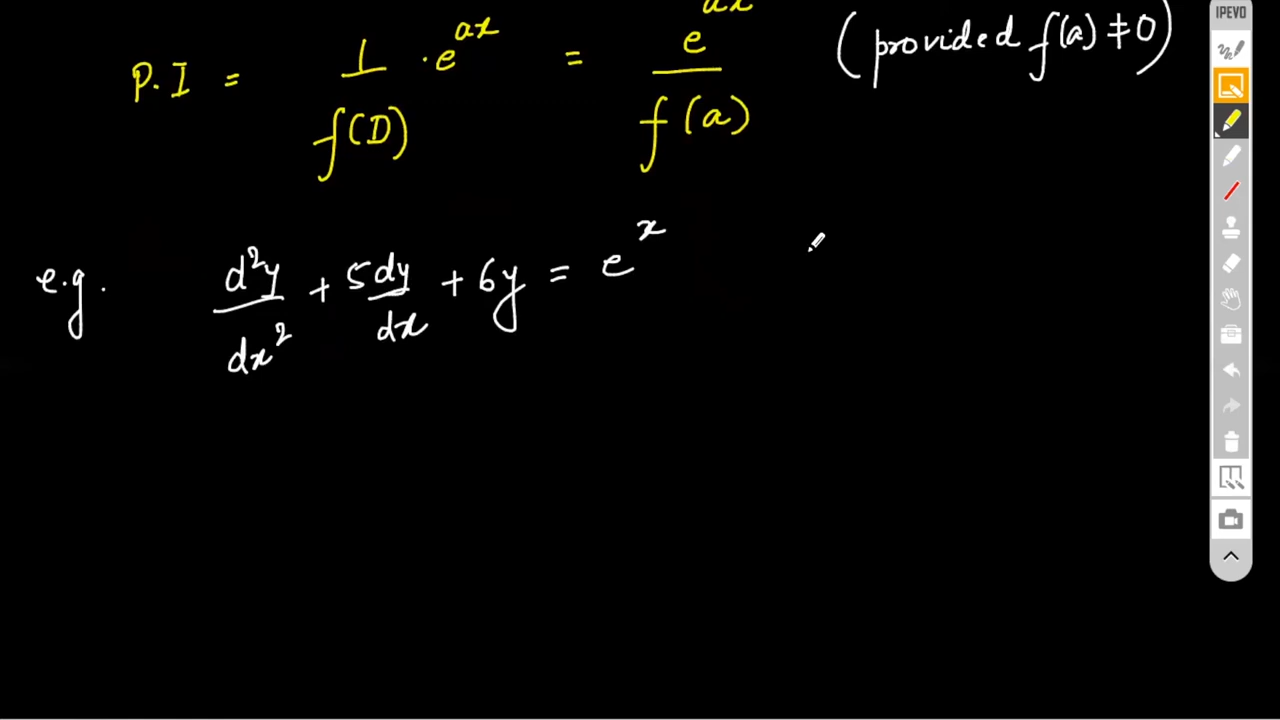 P.I = 1/f(D) · e^ax = e^ax/f(a) (provided f(a) ≠ 0)
e.g. d²y/dx² + 5dy/dx + 6y = e^x
IPEVO